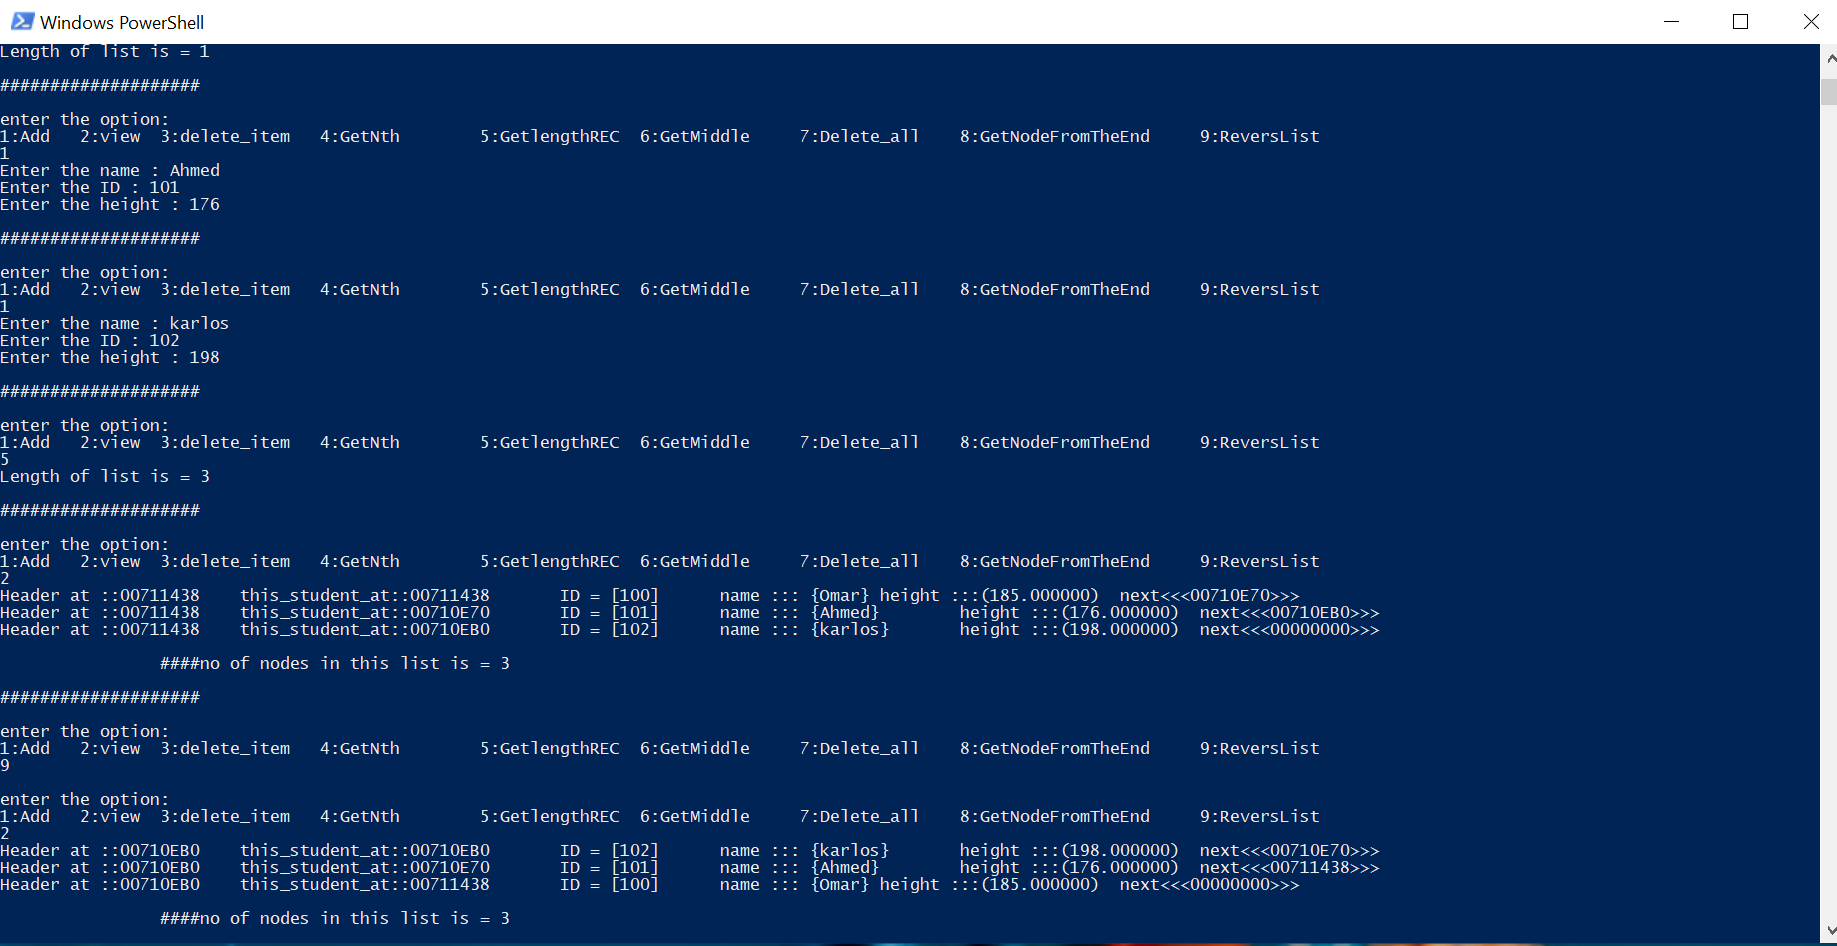 Windows PowerShell
Length of list is = 1
####################
enter the option:
1:Add   2:view  3:delete_item   4:GetNth        5:GetlengthREC  6:GetMiddle     7:Delete_all    8:GetNodeFromTheEnd     9:ReversList
1
Enter the name : Ahmed
Enter the ID : 101
Enter the height : 176
####################
enter the option:
1:Add   2:view  3:delete_item   4:GetNth        5:GetlengthREC  6:GetMiddle     7:Delete_all    8:GetNodeFromTheEnd     9:ReversList
1
Enter the name : karlos
Enter the ID : 102
Enter the height : 198
####################
enter the option:
1:Add   2:view  3:delete_item   4:GetNth        5:GetlengthREC  6:GetMiddle     7:Delete_all    8:GetNodeFromTheEnd     9:ReversList
5
Length of list is = 3
####################
enter the option:
1:Add   2:view  3:delete_item   4:GetNth        5:GetlengthREC  6:GetMiddle     7:Delete_all    8:GetNodeFromTheEnd     9:ReversList
2
Header at ::00711438    this_student_at::00711438       ID = [100]      name ::: {Omar} height :::(185.000000)  next<<<00710E70>>>
Header at ::00711438    this_student_at::00710E70       ID = [101]      name ::: {Ahmed}        height :::(176.000000)  next<<<00710EB0>>>
Header at ::00711438    this_student_at::00710EB0       ID = [102]      name ::: {karlos}       height :::(198.000000)  next<<<00000000>>>
####no of nodes in this list is = 3
####################
enter the option:
1:Add   2:view  3:delete_item   4:GetNth        5:GetlengthREC  6:GetMiddle     7:Delete_all    8:GetNodeFromTheEnd     9:ReversList
9
enter the option:
1:Add   2:view  3:delete_item   4:GetNth        5:GetlengthREC  6:GetMiddle     7:Delete_all    8:GetNodeFromTheEnd     9:ReversList
2
Header at ::00710EB0    this_student_at::00710EB0       ID = [102]      name ::: {karlos}       height :::(198.000000)  next<<<00710E70>>>
Header at ::00710EB0    this_student_at::00710E70       ID = [101]      name ::: {Ahmed}        height :::(176.000000)  next<<<00711438>>>
Header at ::00710EB0    this_student_at::00711438       ID = [100]      name ::: {Omar} height :::(185.000000)  next<<<00000000>>>
####no of nodes in this list is = 3